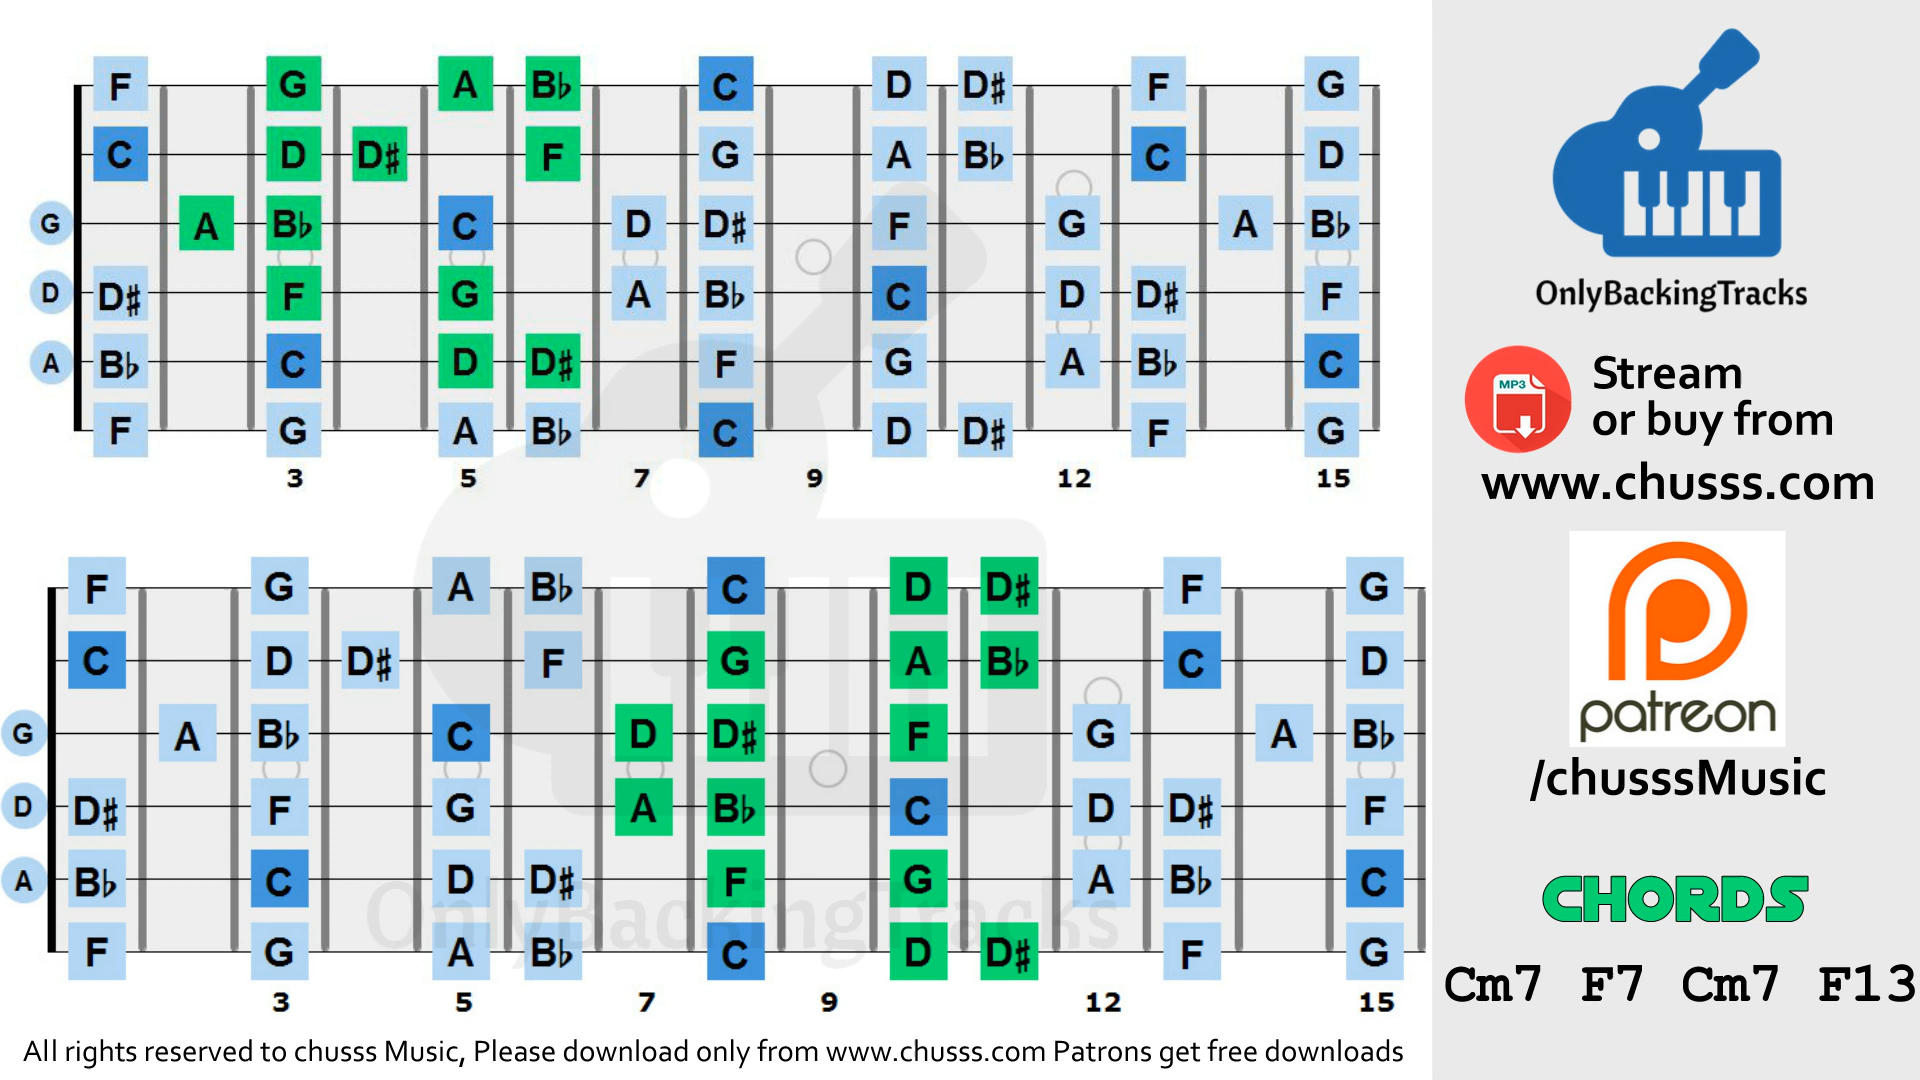 F G A B♭ C D D♯ F G
C D D♯ F G A B♭ C D
G A B♭ C D D♯ F G A B♭
D D♯ F G A B♭ C D D♯ F
A B♭ C D D♯ F G A B♭ C
F G A B♭ C D D♯ F G
3 5 7 9 12 15
F G A B♭ C D D♯ F G
C D D♯ F G A B♭ C D
G A B♭ C D D♯ F G A B♭
D D♯ F G A B♭ C D D♯ F
A B♭ C D D♯ F G A B♭ C
F G A B♭ C D D♯ F G
3 5 7 9 12 15
OnlyBackingTracks
All rights reserved to chusss Music, Please download only from www.chusss.com Patrons get free downloads
OnlyBackingTracks
MP3
Stream
or buy from
www.chusss.com
patreon
/chusssMusic
CHORDS
Cm7 F7 Cm7 F13